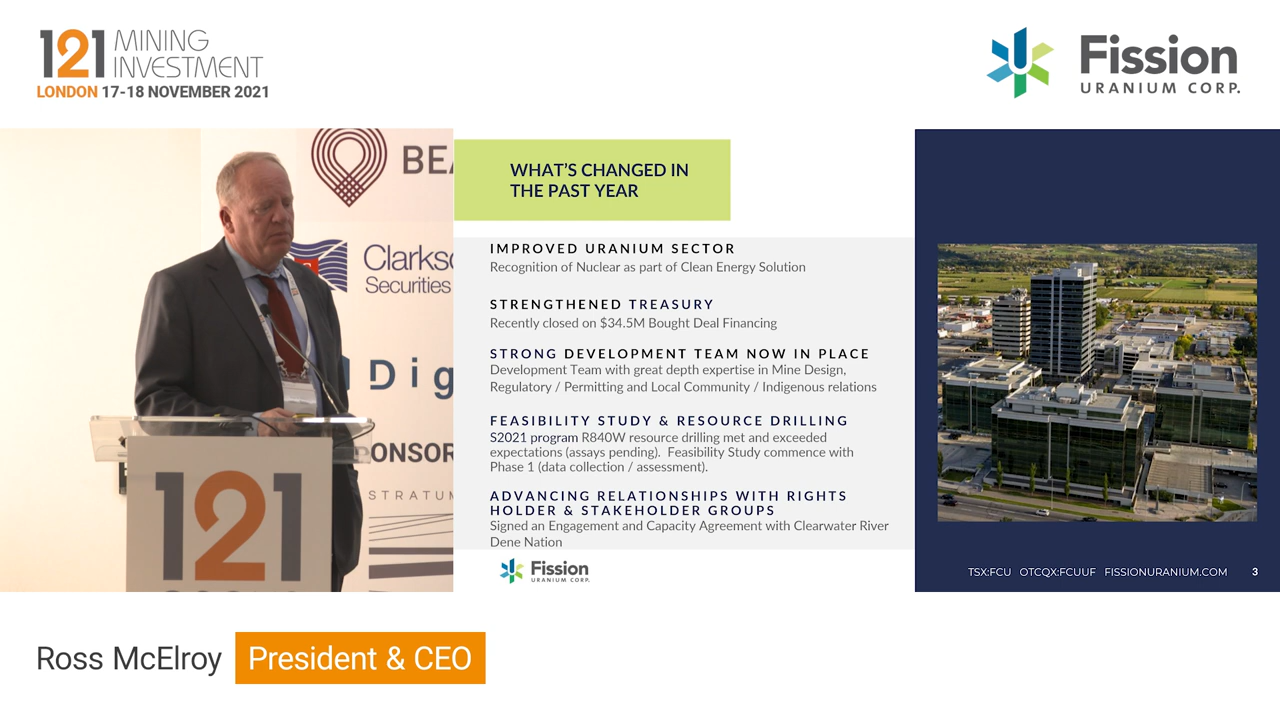 121 MINING
INVESTMENT
LONDON 17-18 NOVEMBER 2021
Fission
URANIUM CORP.
BEA
Clarkso
Securities
Dig
ONSOR
STRATUM
121
WHAT'S CHANGED IN
THE PAST YEAR
IMPROVED URANIUM SECTOR
Recognition of Nuclear as part of Clean Energy Solution
STRENGTHENED TREASURY
Recently closed on $34.5M Bought Deal Financing
STRONG DEVELOPMENT TEAM NOW IN PLACE
Development Team with great depth expertise in Mine Design,
Regulatory / Permitting and Local Community / Indigenous relations
FEASIBILITY STUDY & RESOURCE DRILLING
S2021 program R840W resource drilling met and exceeded
expectations (assays pending). Feasibility Study commence with
Phase 1 (data collection / assessment).
ADVANCING RELATIONSHIPS WITH RIGHTS
HOLDER & STAKEHOLDER GROUPS
Signed an Engagement and Capacity Agreement with Clearwater River
Dene Nation
Fission
URANIUM CORP.
TSX:FCU OTCQX:FCUUF FISSIONURANIUM.COM 3
Ross McElroy President & CEO